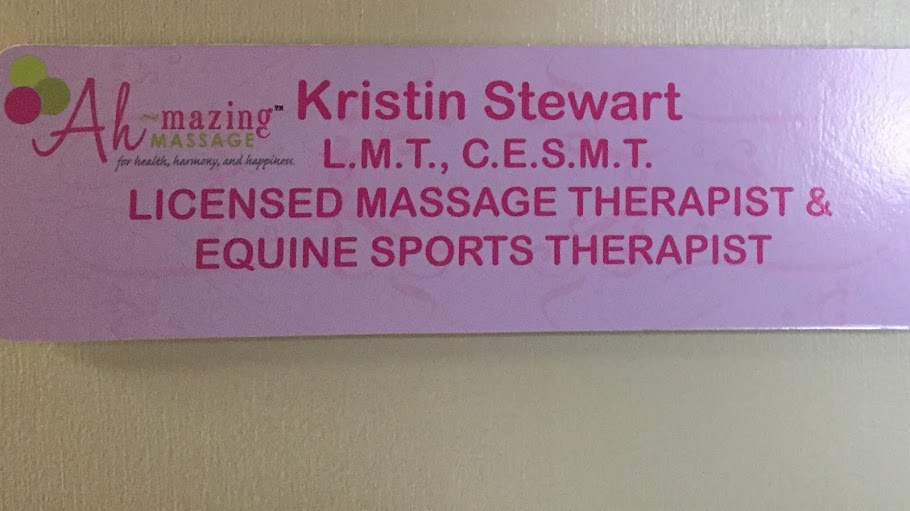 Ah~mazing™
MASSAGE
for health, harmony, and happiness.
Kristin Stewart
L.M.T., C.E.S.M.T.
LICENSED MASSAGE THERAPIST &
EQUINE SPORTS THERAPIST